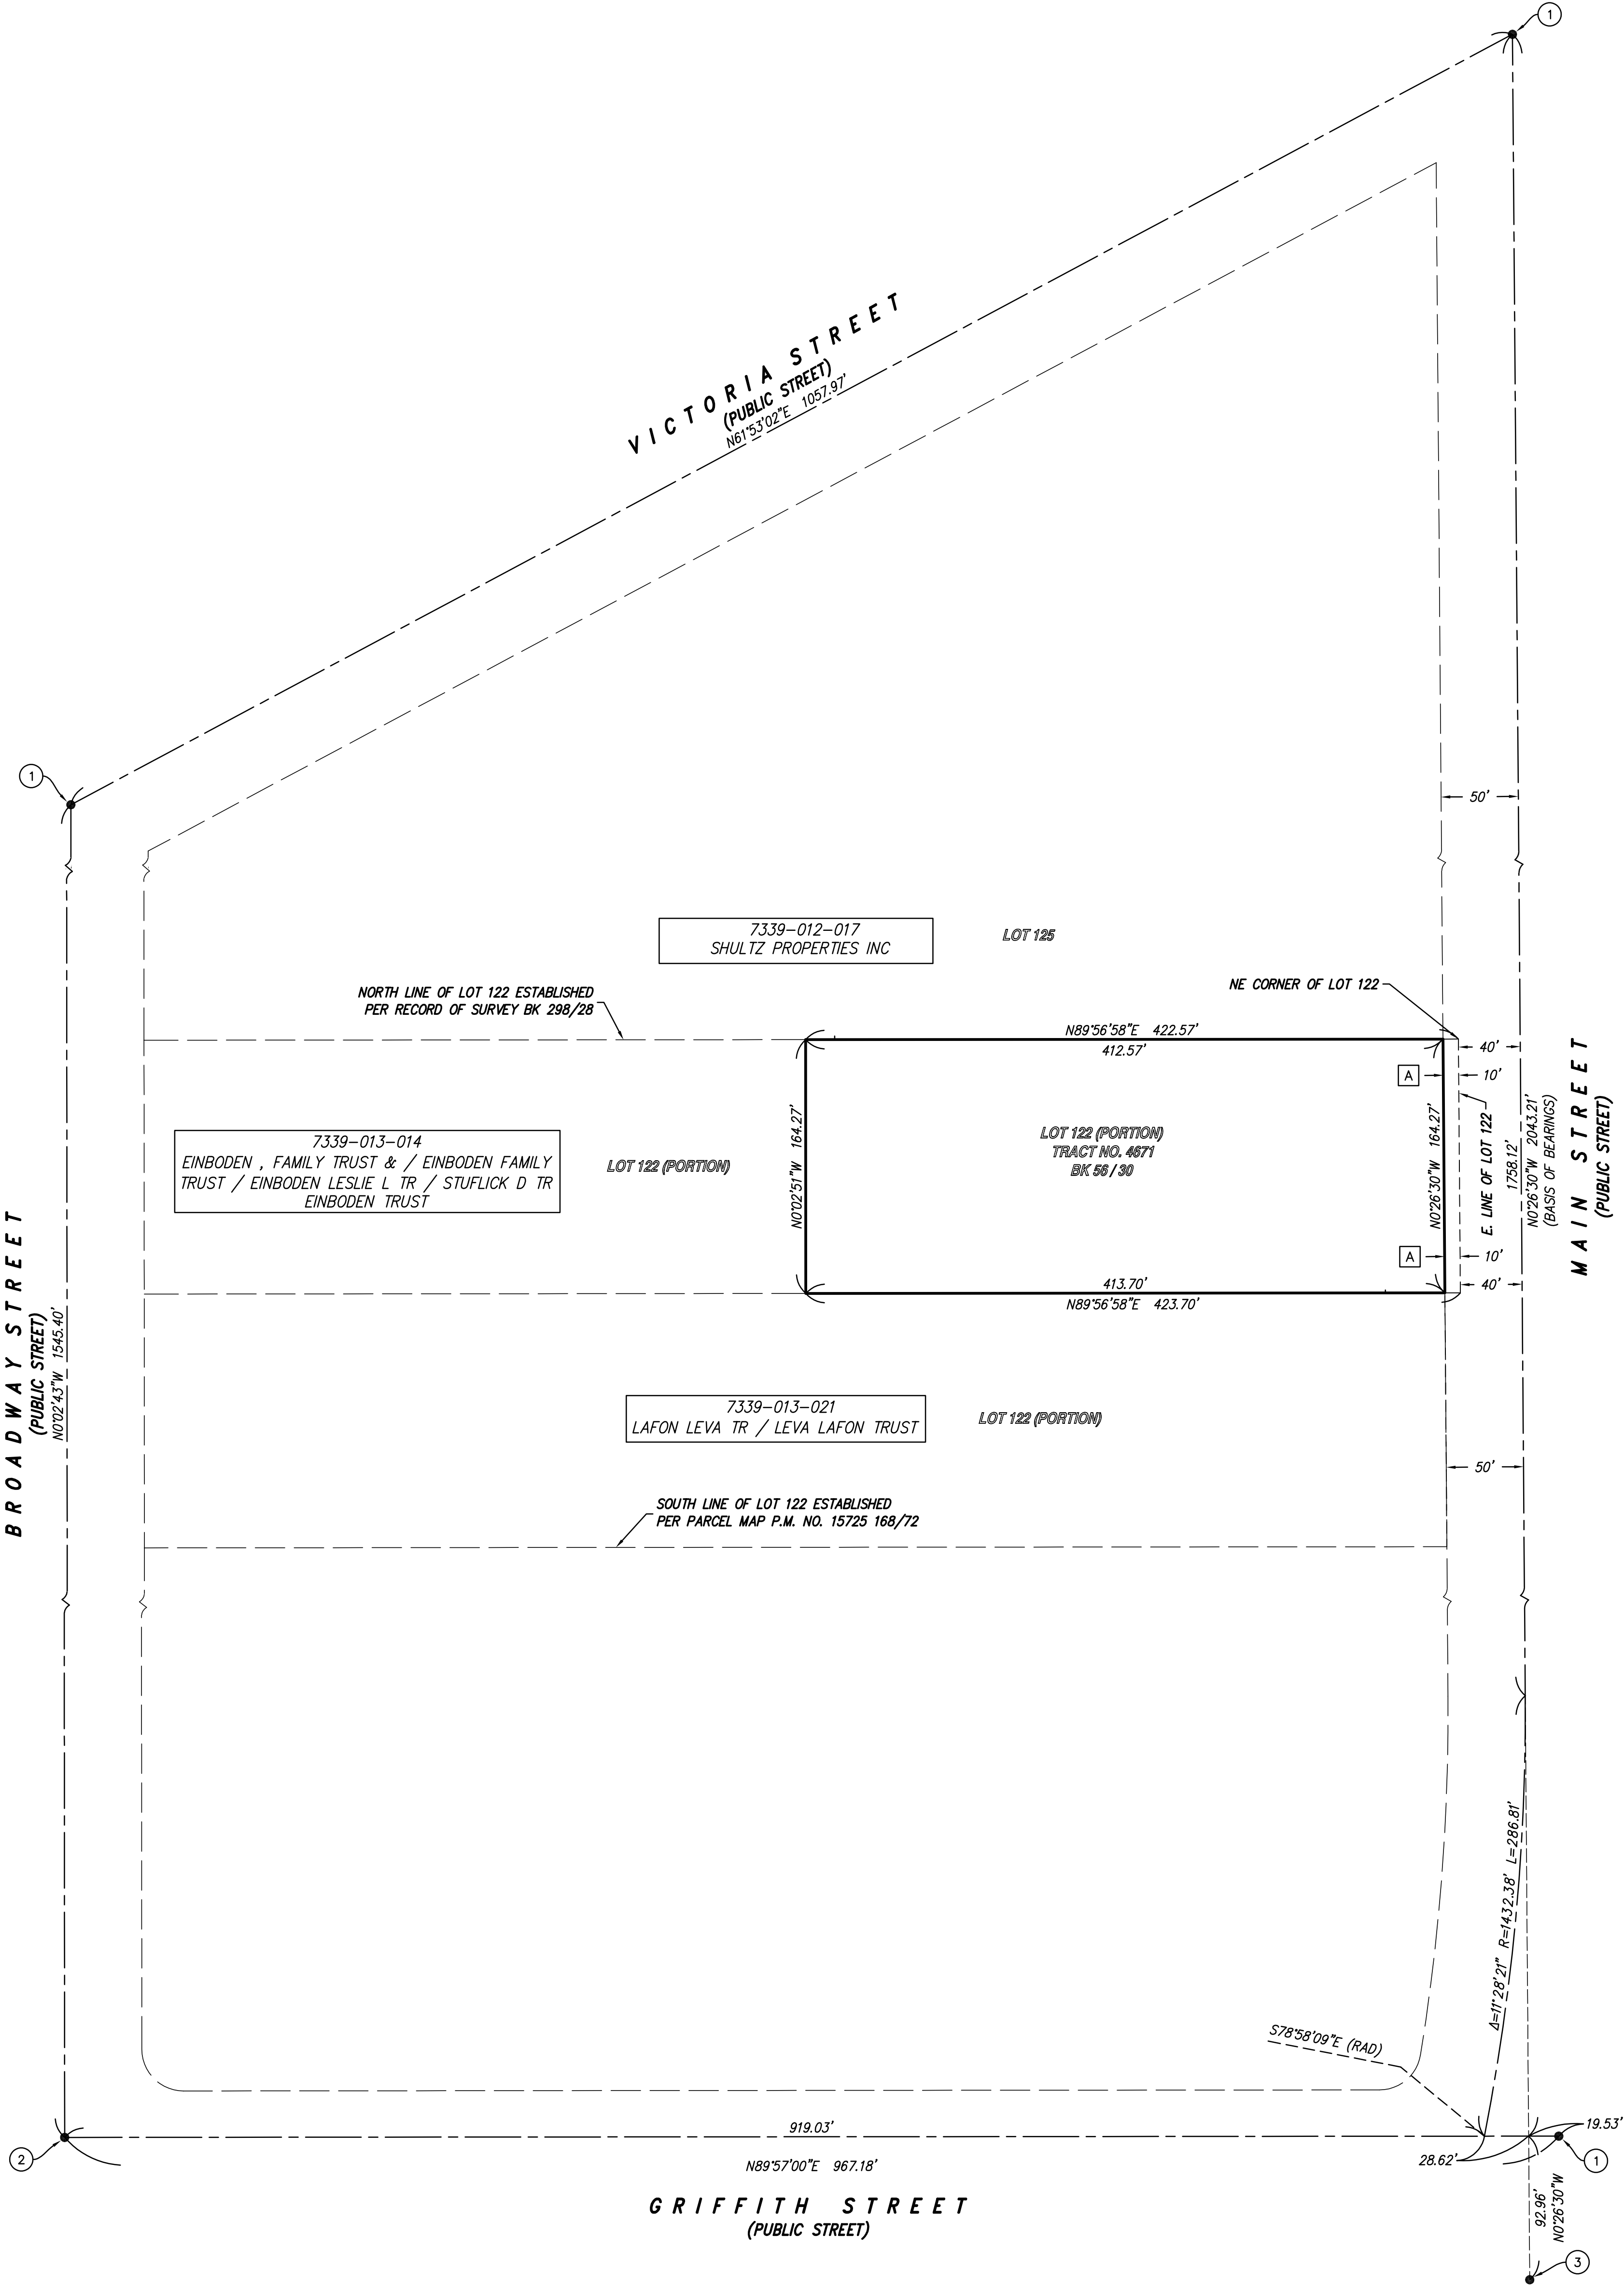 1
VICTORIA STREET
(PUBLIC STREET)
N61°53'02"E 1057.97'
1
50'
7339-012-017
SHULTZ PROPERTIES INC
LOT 125
NORTH LINE OF LOT 122 ESTABLISHED
PER RECORD OF SURVEY BK 298/28
NE CORNER OF LOT 122
N89°56'58"E 422.57'
412.57'
40'
A
10'
N0°02'51"W 164.27'
LOT 122 (PORTION)
TRACT NO. 4671
BK 56 / 30
N0°26'30"W 164.27'
E. LINE OF LOT 122
1758.12'
N0°26'30"W 2043.21'
(BASIS OF BEARINGS)
MAIN STREET
(PUBLIC STREET)
7339-013-014
EINBODEN , FAMILY TRUST & / EINBODEN FAMILY
TRUST / EINBODEN LESLIE L TR / STUFLICK D TR
EINBODEN TRUST
LOT 122 (PORTION)
A
10'
413.70'
40'
N89°56'58"E 423.70'
BROADWAY STREET
(PUBLIC STREET)
N0°02'43"W 1545.40'
7339-013-021
LAFON LEVA TR / LEVA LAFON TRUST
LOT 122 (PORTION)
50'
SOUTH LINE OF LOT 122 ESTABLISHED
PER PARCEL MAP P.M. NO. 15725 168/72
Δ=11°28'21" R=1432.38' L=286.81'
S78°58'09"E (RAD)
919.03'
19.53'
2
N89°57'00"E 967.18'
28.62'
1
GRIFFITH STREET
(PUBLIC STREET)
92.96'
N0°26'30"W
3